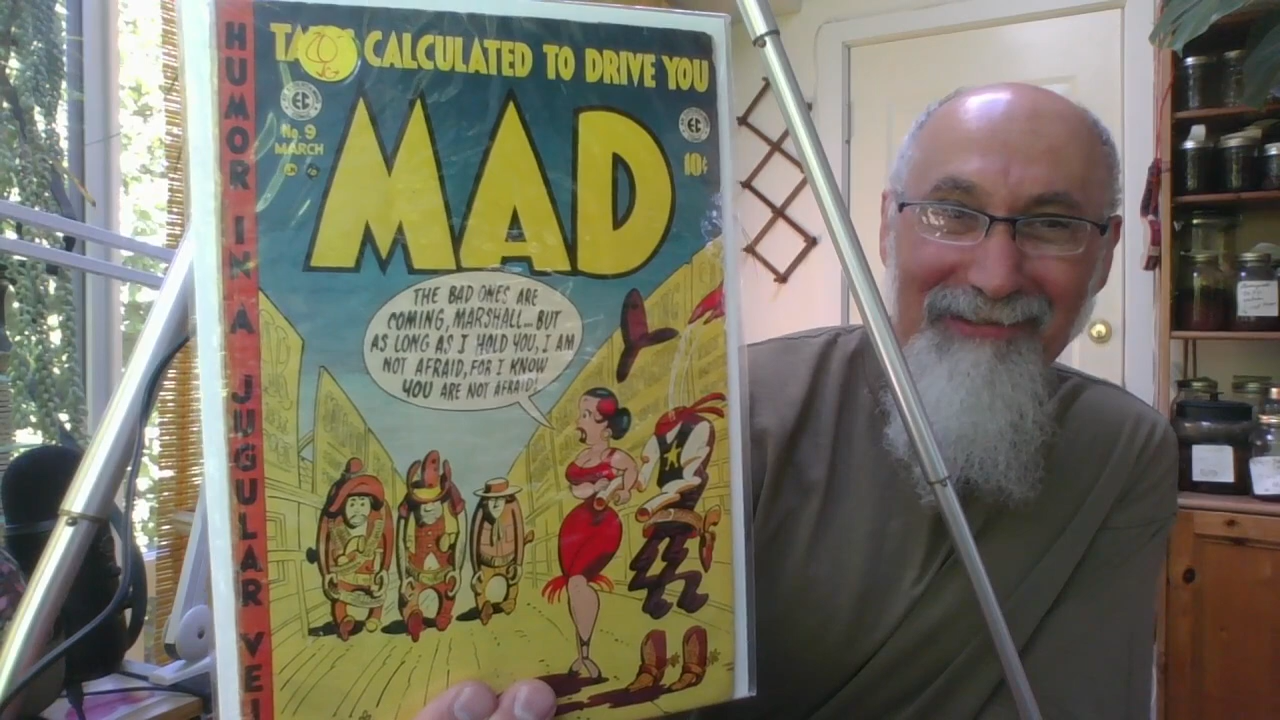 TALES CALCULATED TO DRIVE YOU
MAD
EC
No. 9
MARCH
EC
10¢
HUMOR IN A JUGULAR VEI
THE BAD ONES ARE
COMING, MARSHALL... BUT
AS LONG AS I HOLD YOU, I AM
NOT AFRAID, FOR I KNOW
YOU ARE NOT AFRAID!